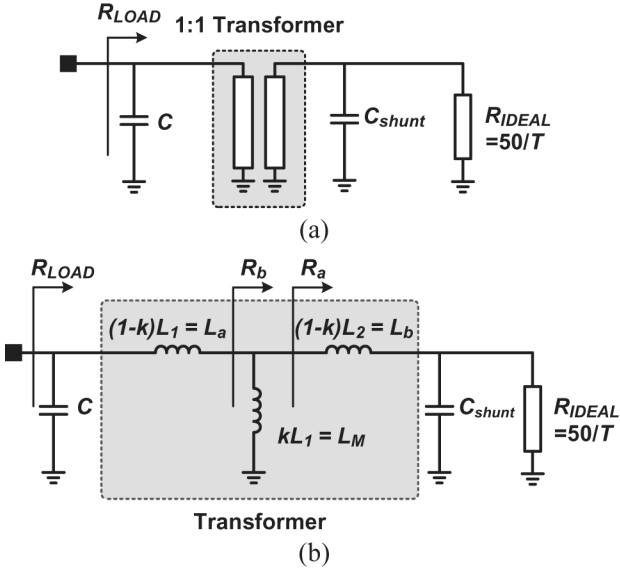 R_LOAD
1:1 Transformer
C
C_shunt
R_IDEAL
=50/T
(a)
R_LOAD
R_b
R_a
(1-k)L_1 = L_a
(1-k)L_2 = L_b
C
kL_1 = L_M
C_shunt
R_IDEAL
=50/T
Transformer
(b)